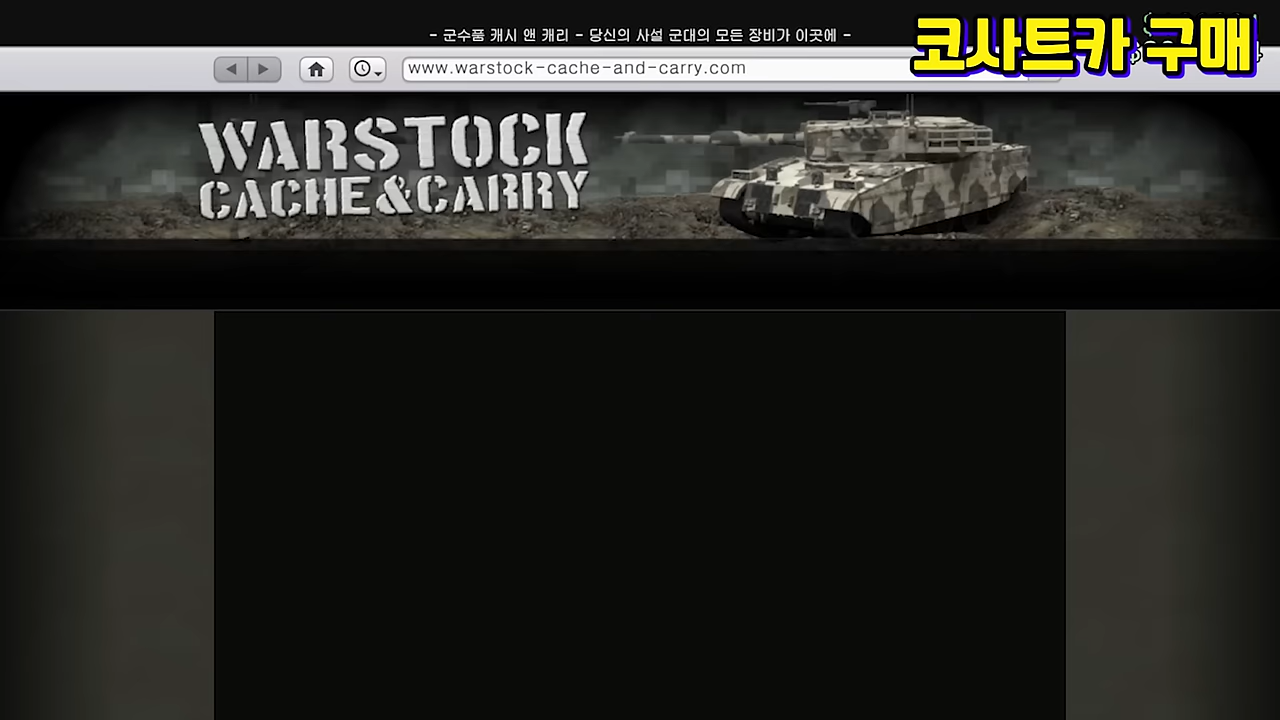 - 군수품 캐시 앤 캐리 - 당신의 사설 군대의 모든 장비가 이곳에 -
코사트카 구매
www.warstock-cache-and-carry.com
WARSTOCK
CACHE&CARRY